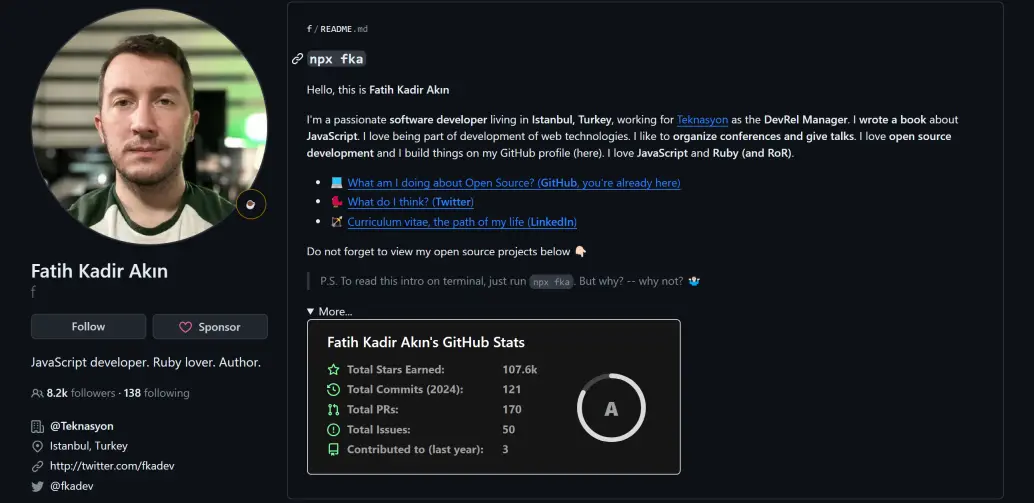 Fatih Kadir Akın
f
Follow
Sponsor
JavaScript developer. Ruby lover. Author.
8.2k followers · 138 following
@Teknasyon
Istanbul, Turkey
http://twitter.com/fkadev
@fkadev
f/README.md
npx fka
Hello, this is Fatih Kadir Akın
I'm a passionate software developer living in Istanbul, Turkey, working for Teknasyon as the DevRel Manager. I wrote a book about
JavaScript. I love being part of development of web technologies. I like to organize conferences and give talks. I love open source
development and I build things on my GitHub profile (here). I love JavaScript and Ruby (and RoR).
What am I doing about Open Source? (GitHub, you're already here)
What do I think? (Twitter)
Curriculum vitae, the path of my life (LinkedIn)
Do not forget to view my open source projects below 👇🏻
P.S. To read this intro on terminal, just run npx fka. But why? -- why not? 🤷‍♂️
▼ More...
Fatih Kadir Akın's GitHub Stats
Total Stars Earned: 107.6k
Total Commits (2024): 121
Total PRs: 170
Total Issues: 50
Contributed to (last year): 3
A